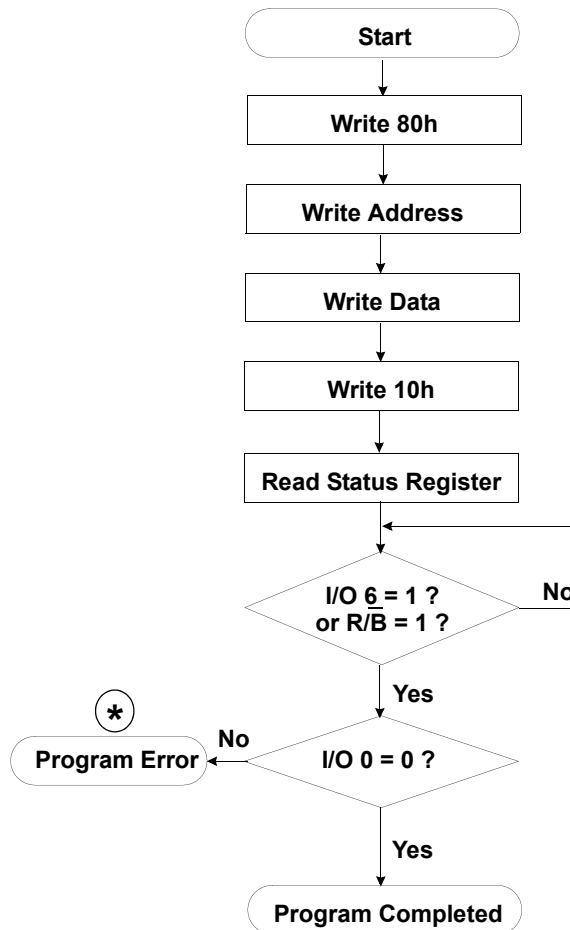 Start
Write 80h
Write Address
Write Data
Write 10h
Read Status Register
I/O 6 = 1 ?
or R/B̅ = 1 ?
No
Yes
*
No
Program Error
I/O 0 = 0 ?
Yes
Program Completed